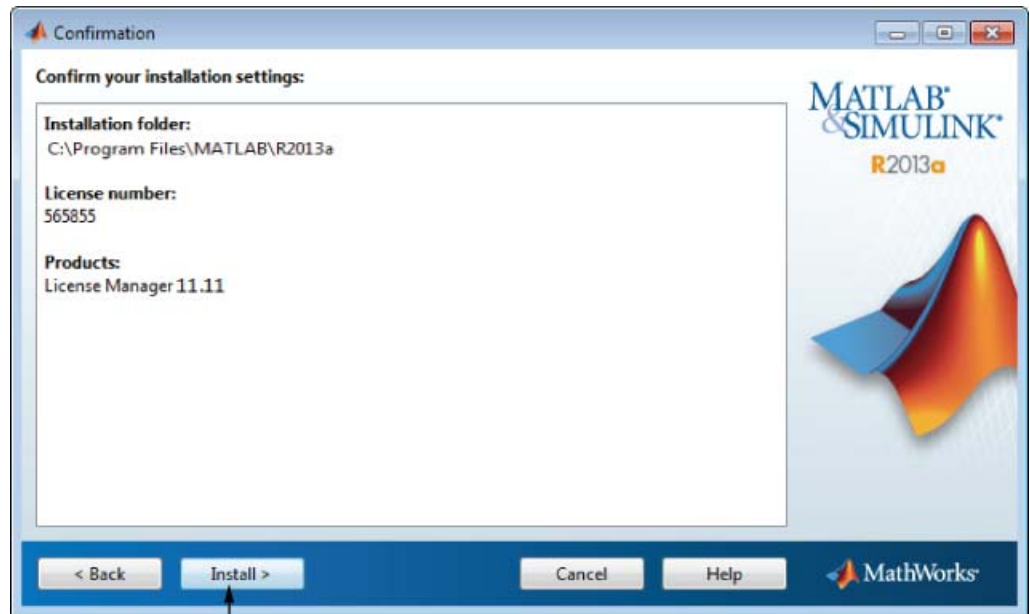 Confirmation
Confirm your installation settings:
Installation folder:
C:\Program Files\MATLAB\R2013a
License number:
565855
Products:
License Manager 11.11
MATLAB®
&SIMULINK®
R2013a
< Back
Install >
Cancel
Help
MathWorks®